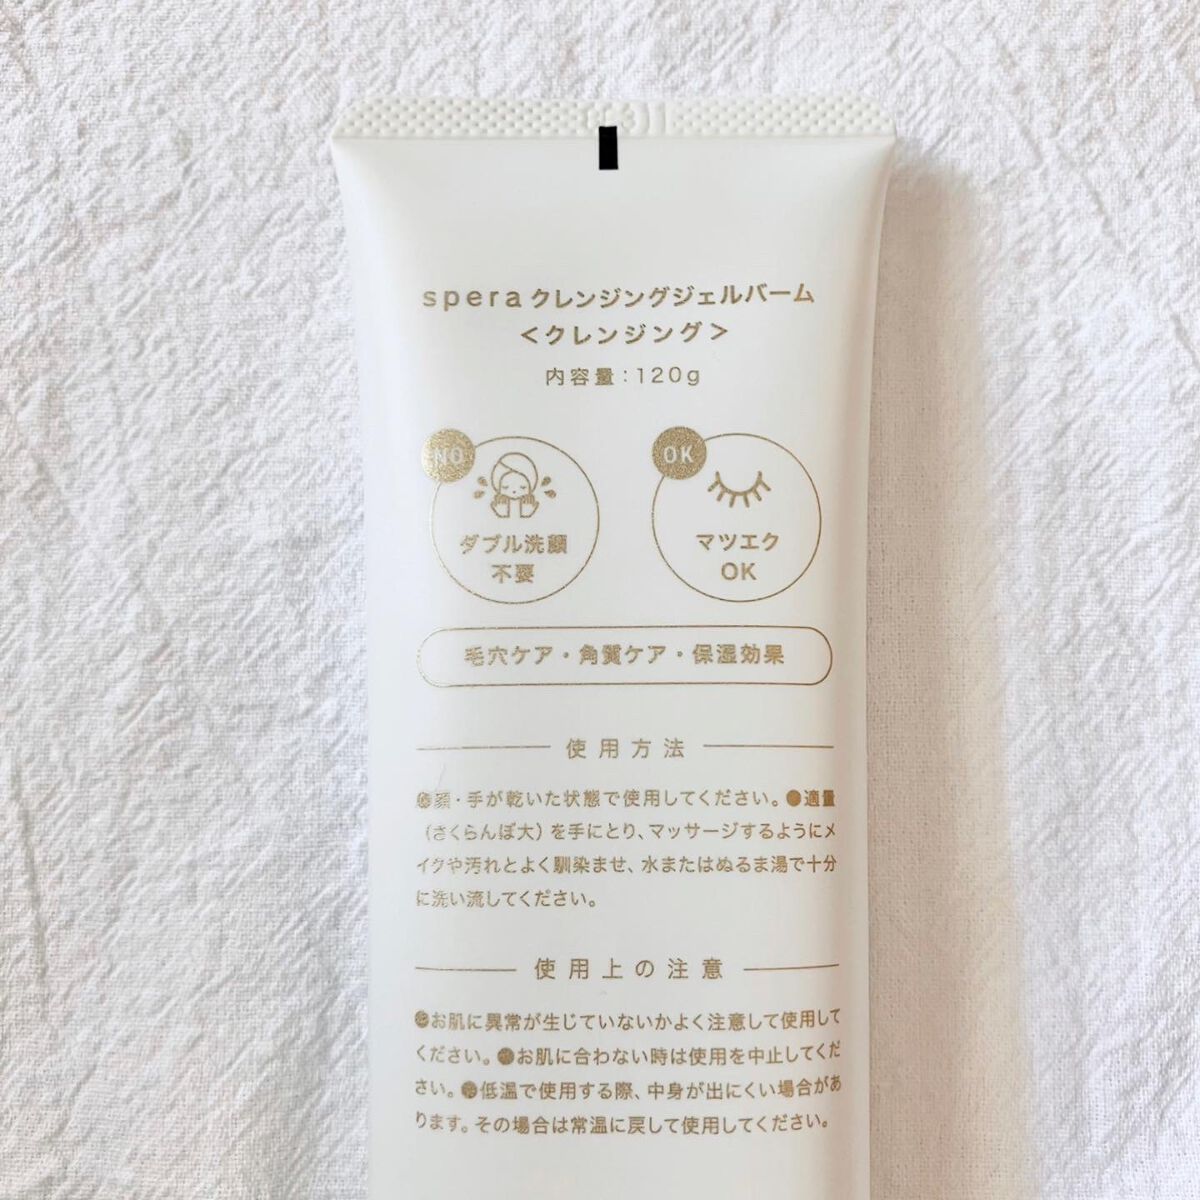 spera クレンジングジェルバーム
<クレンジング>
内容量：120g
NO
ダブル洗顔
不要
OK
マツエク
OK
毛穴ケア・角質ケア・保湿効果
使用方法
●顔・手が乾いた状態で使用してください。●適量
（さくらんぼ大）を手にとり、マッサージするようにメ
イクや汚れとよく馴染ませ、水またはぬるま湯で十分
に洗い流してください。
使用上の注意
●お肌に異常が生じていないかよく注意して使用して
ください。●お肌に合わない時は使用を中止してくだ
さい。●低温で使用する際、中身が出にくい場合があ
ります。その場合は常温に戻して使用してください。